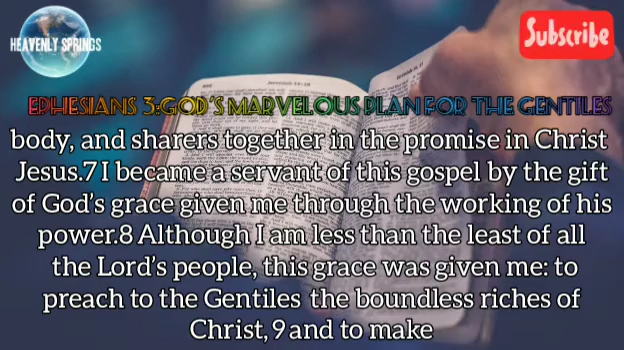 HEAVENLY SPRINGS
Subscribe
EPHESIANS 3:GOD'S MARVELOUS PLAN FOR THE GENTILES
body, and sharers together in the promise in Christ
Jesus.7 I became a servant of this gospel by the gift
of God's grace given me through the working of his
power.8 Although I am less than the least of all
the Lord's people, this grace was given me: to
preach to the Gentiles the boundless riches of
Christ, 9 and to make